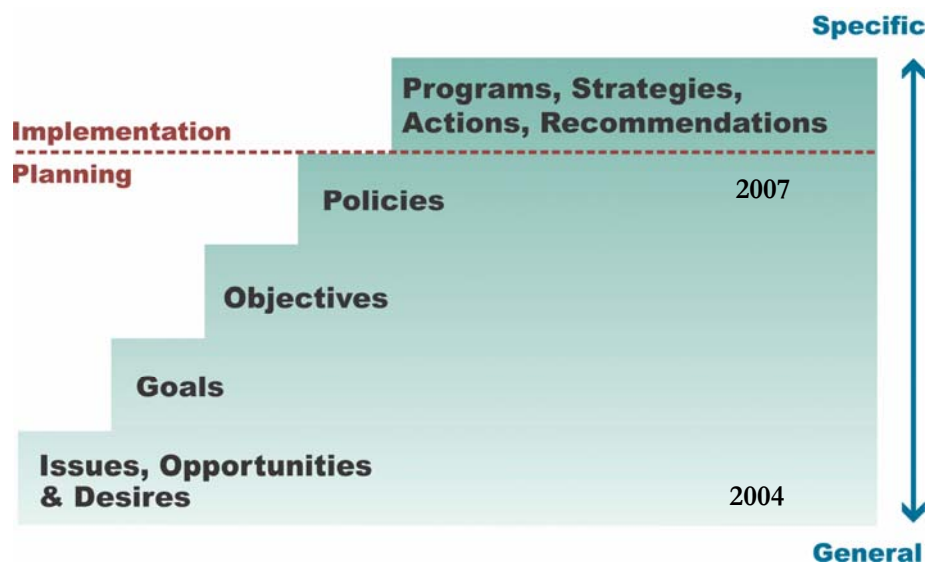 Specific
Programs, Strategies,
Actions, Recommendations
Implementation
Planning
Policies
2007
Objectives
Goals
Issues, Opportunities
& Desires
2004
General